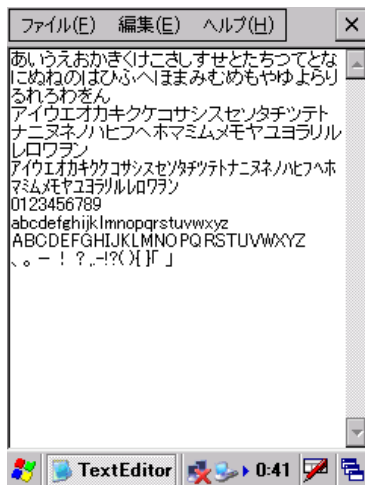 ファイル(F) 編集(E) ヘルプ(H) ×
あいうえおかきくけこさしすせとたちつてとな
にぬねのはひふへほまみむめもやゆよらり
るれろわをん
アイウエオカキクケコサシスセソタチツテト
ナニヌネノハヒフヘホマミムメモヤユヨラリル
レロワヲン
アイウエオカキクケコサシスセソタチツテトナニヌネノハヒフヘホ
マミムメモヤユヨラリルレロワヲン
0123456789
abcdefghijklmnopqrstuvwxyz
ABCDEFGHIJKLMNOPQRSTUVWXYZ
、。ー！？,.-!?(){}「」
TextEditor 0:41